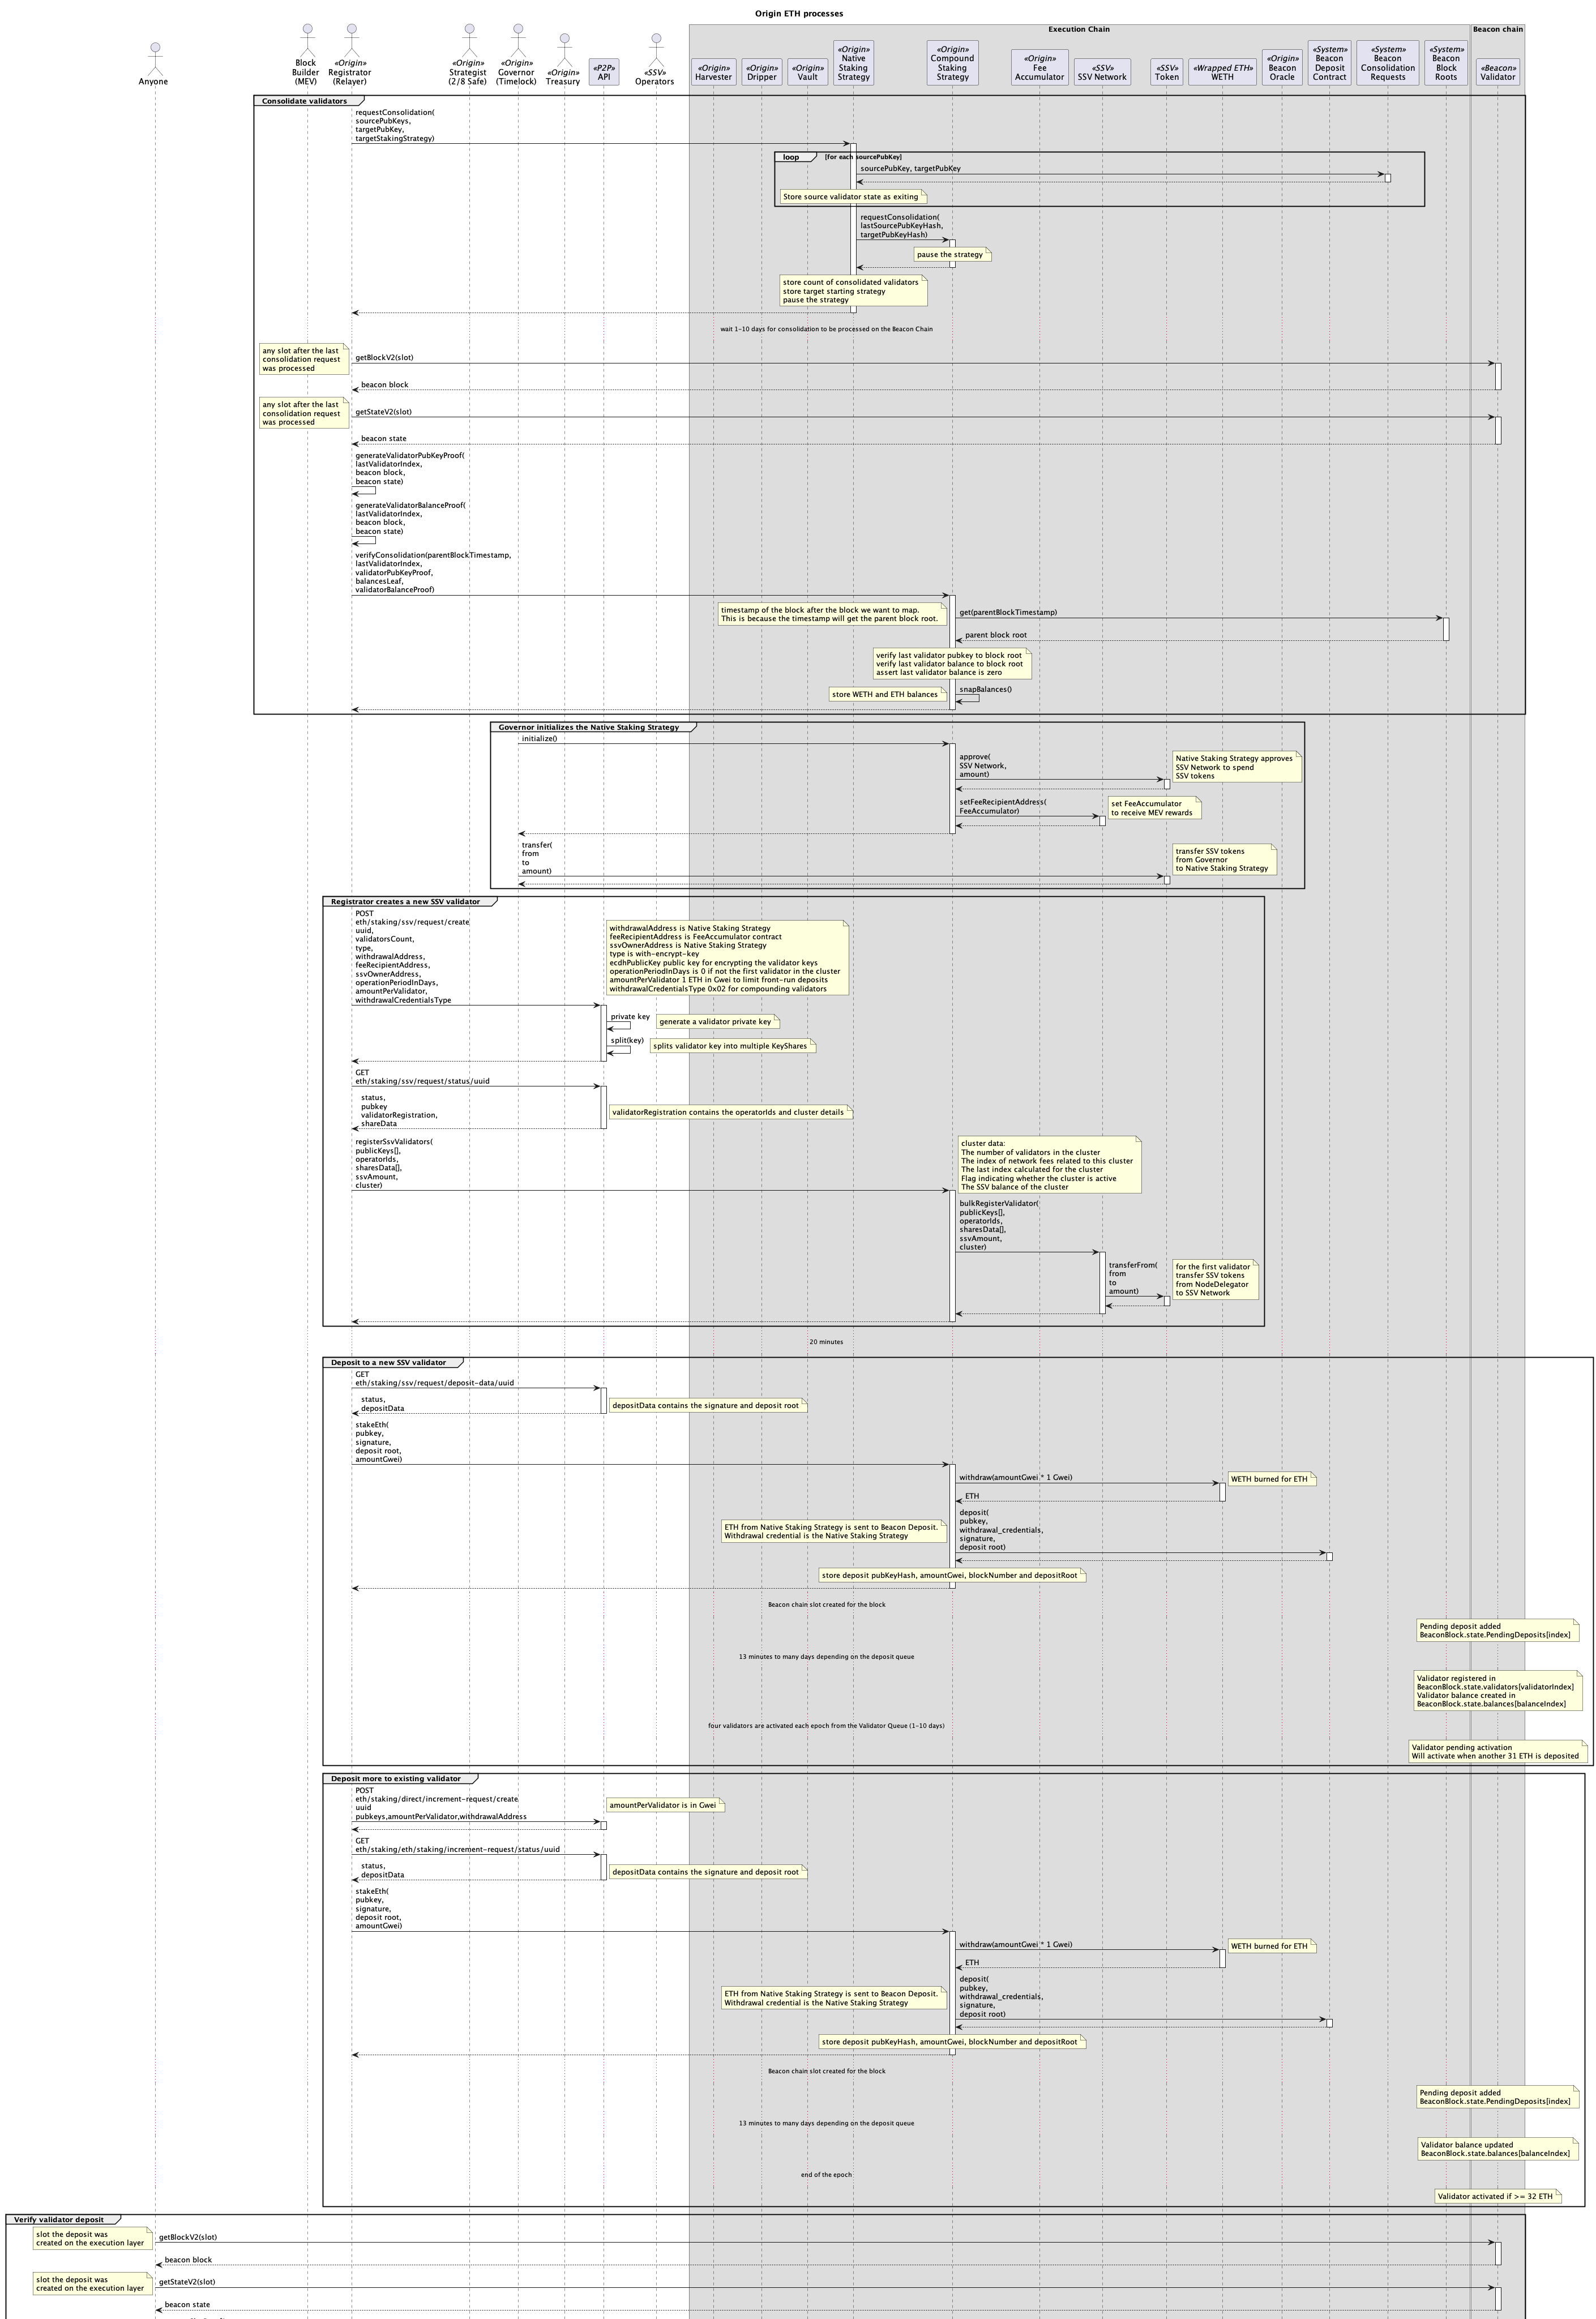 Origin ETH processes
Execution Chain
Beacon chain
Anyone
Block
Builder
(MEV)
«Origin»
Registrator
(Relayer)
«Origin»
Strategist
(2/8 Safe)
«Origin»
Governor
(Timelock)
«Origin»
Treasury
«P2P»
API
«SSV»
Operators
«Origin»
Harvester
«Origin»
Dripper
«Origin»
Vault
«Origin»
Native
Staking
Strategy
«Origin»
Compound
Staking
Strategy
«Origin»
Fee
Accumulator
«SSV»
SSV Network
«SSV»
Token
«Wrapped ETH»
WETH
«Origin»
Beacon
Oracle
«System»
Beacon
Deposit
Contract
«System»
Beacon
Consolidation
Requests
«System»
Beacon
Block
Roots
«Beacon»
Validator
Consolidate validators
requestConsolidation(
sourcePubKeys,
targetPubKey,
targetStakingStrategy)
loop
[for each sourcePubKey]
sourcePubKey, targetPubKey
Store source validator state as exiting
requestConsolidation(
lastSourcePubKeyHash,
targetPubKeyHash)
pause the strategy
store count of consolidated validators
store target starting strategy
pause the strategy
wait 1-10 days for consolidation to be processed on the Beacon Chain
any slot after the last
consolidation request
was processed
getBlockV2(slot)
beacon block
any slot after the last
consolidation request
was processed
getStateV2(slot)
beacon state
generateValidatorPubKeyProof(
lastValidatorIndex,
beacon block,
beacon state)
generateValidatorBalanceProof(
lastValidatorIndex,
beacon block,
beacon state)
verifyConsolidation(parentBlockTimestamp,
lastValidatorIndex,
validatorPubKeyProof,
balancesLeaf,
validatorBalanceProof)
timestamp of the block after the block we want to map.
This is because the timestamp will get the parent block root.
get(parentBlockTimestamp)
parent block root
verify last validator pubkey to block root
verify last validator balance to block root
assert last validator balance is zero
store WETH and ETH balances
snapBalances()
Governor initializes the Native Staking Strategy
initialize()
approve(
SSV Network,
amount)
Native Staking Strategy approves
SSV Network to spend
SSV tokens
setFeeRecipientAddress(
FeeAccumulator)
set FeeAccumulator
to receive MEV rewards
transfer(
from
to
amount)
transfer SSV tokens
from Governor
to Native Staking Strategy
Registrator creates a new SSV validator
POST
eth/staking/ssv/request/create
uuid,
validatorsCount,
type,
withdrawalAddress,
feeRecipientAddress,
ssvOwnerAddress,
operationPeriodInDays,
amountPerValidator,
withdrawalCredentialsType
withdrawalAddress is Native Staking Strategy
feeRecipientAddress is FeeAccumulator contract
ssvOwnerAddress is Native Staking Strategy
type is with-encrypt-key
ecdhPublicKey public key for encrypting the validator keys
operationPeriodInDays is 0 if not the first validator in the cluster
amountPerValidator 1 ETH in Gwei to limit front-run deposits
withdrawalCredentialsType 0x02 for compounding validators
private key
generate a validator private key
split(key)
splits validator key into multiple KeyShares
GET
eth/staking/ssv/request/status/uuid
status,
pubkey
validatorRegistration,
shareData
validatorRegistration contains the operatorIds and cluster details
registerSsvValidators(
publicKeys[],
operatorIds,
sharesData[],
ssvAmount,
cluster)
cluster data:
The number of validators in the cluster
The index of network fees related to this cluster
The last index calculated for the cluster
Flag indicating whether the cluster is active
The SSV balance of the cluster
bulkRegisterValidator(
publicKeys[],
operatorIds,
sharesData[],
ssvAmount,
cluster)
transferFrom(
from
to
amount)
for the first validator
transfer SSV tokens
from NodeDelegator
to SSV Network
20 minutes
Deposit to a new SSV validator
GET
eth/staking/ssv/request/deposit-data/uuid
status,
depositData
depositData contains the signature and deposit root
stakeEth(
pubkey,
signature,
deposit root,
amountGwei)
withdraw(amountGwei * 1 Gwei)
WETH burned for ETH
ETH
ETH from Native Staking Strategy is sent to Beacon Deposit.
Withdrawal credential is the Native Staking Strategy
deposit(
pubkey,
withdrawal_credentials,
signature,
deposit root)
store deposit pubKeyHash, amountGwei, blockNumber and depositRoot
Beacon chain slot created for the block
Pending deposit added
BeaconBlock.state.PendingDeposits[index]
13 minutes to many days depending on the deposit queue
Validator registered in
BeaconBlock.state.validators[validatorIndex]
Validator balance created in
BeaconBlock.state.balances[balanceIndex]
four validators are activated each epoch from the Validator Queue (1-10 days)
Validator pending activation
Will activate when another 31 ETH is deposited
Deposit more to existing validator
POST
eth/staking/direct/increment-request/create
uuid
pubkeys,amountPerValidator,withdrawalAddress
amountPerValidator is in Gwei
GET
eth/staking/eth/staking/increment-request/status/uuid
status,
depositData
depositData contains the signature and deposit root
stakeEth(
pubkey,
signature,
deposit root,
amountGwei)
withdraw(amountGwei * 1 Gwei)
WETH burned for ETH
ETH
ETH from Native Staking Strategy is sent to Beacon Deposit.
Withdrawal credential is the Native Staking Strategy
deposit(
pubkey,
withdrawal_credentials,
signature,
deposit root)
store deposit pubKeyHash, amountGwei, blockNumber and depositRoot
Beacon chain slot created for the block
Pending deposit added
BeaconBlock.state.PendingDeposits[index]
13 minutes to many days depending on the deposit queue
Validator balance updated
BeaconBlock.state.balances[balanceIndex]
end of the epoch
Validator activated if >= 32 ETH
Verify validator deposit
slot the deposit was
created on the execution layer
getBlockV2(slot)
beacon block
slot the deposit was
created on the execution layer
getStateV2(slot)
beacon state